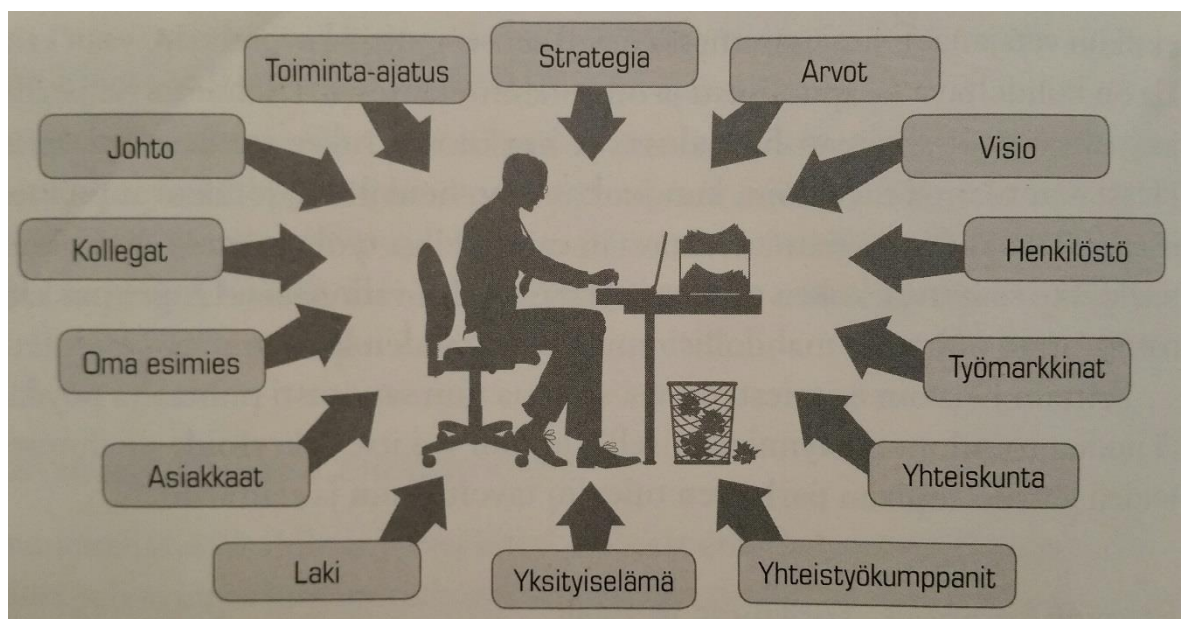 Toiminta-ajatus
Strategia
Arvot
Johto
Visio
Kollegat
Henkilöstö
Oma esimies
Työmarkkinat
Asiakkaat
Yhteiskunta
Laki
Yksityiselämä
Yhteistyökumppanit